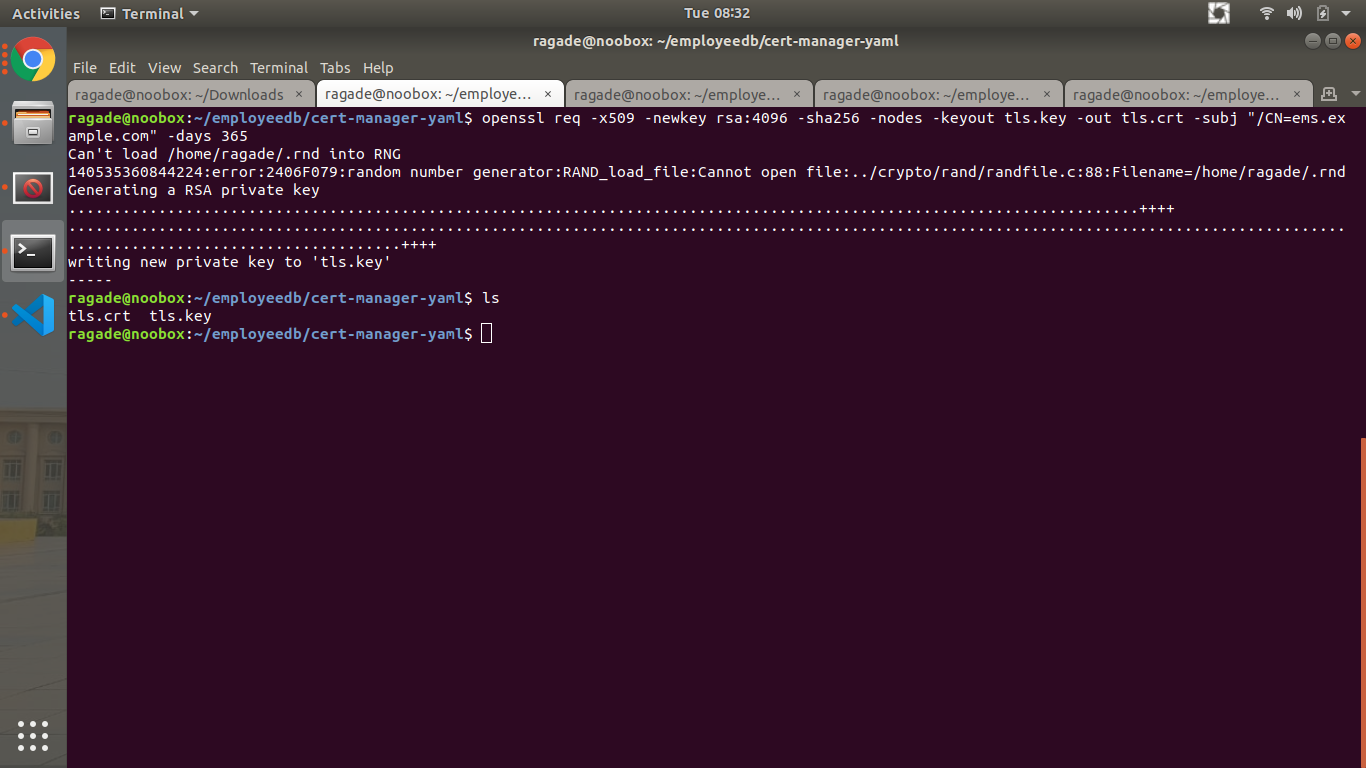 Activities
Terminal
Tue 08:32
ragade@noobox: ~/employeedb/cert-manager-yaml
File Edit View Search Terminal Tabs Help
ragade@noobox: ~/Downloads × ragade@noobox: ~/employe… × ragade@noobox: ~/employe… × ragade@noobox: ~/employe… × ragade@noobox: ~/employe… ×
ragade@noobox:~/employeedb/cert-manager-yaml$ openssl req -x509 -newkey rsa:4096 -sha256 -nodes -keyout tls.key -out tls.crt -subj "/CN=ems.ex
ample.com" -days 365
Can't load /home/ragade/.rnd into RNG
140535360844224:error:2406F079:random number generator:RAND_load_file:Cannot open file:../crypto/rand/randfile.c:88:Filename=/home/ragade/.rnd
Generating a RSA private key
.......................................................................................................................++++
..............................................................................................................................................
.....................................++++
writing new private key to 'tls.key'
-----
ragade@noobox:~/employeedb/cert-manager-yaml$ ls
tls.crt  tls.key
ragade@noobox:~/employeedb/cert-manager-yaml$